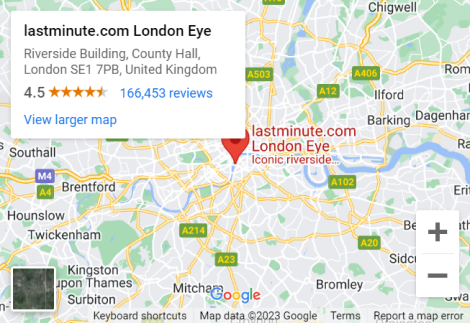 lastminute.com London Eye
Riverside Building, County Hall,
London SE1 7PB, United Kingdom
4.5 166,453 reviews
View larger map
Chigwell
A503
A406
A12
Ilford
Barking
Dagenham
Southall
lastminute.com
London Eye
Iconic riverside...
M4
A4
Brentford
A102
Hounslow
Twickenham
A214
A20
Bexley
A23
Kingston
upon Thames
Surbiton
Mitcham
Bromley
Google
Keyboard shortcuts Map data ©2023 Google Terms Report a map error